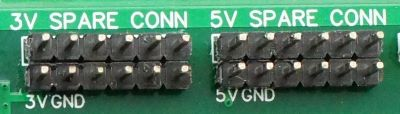 3V SPARE CONN 5V SPARE CONN
3V GND 5V GND